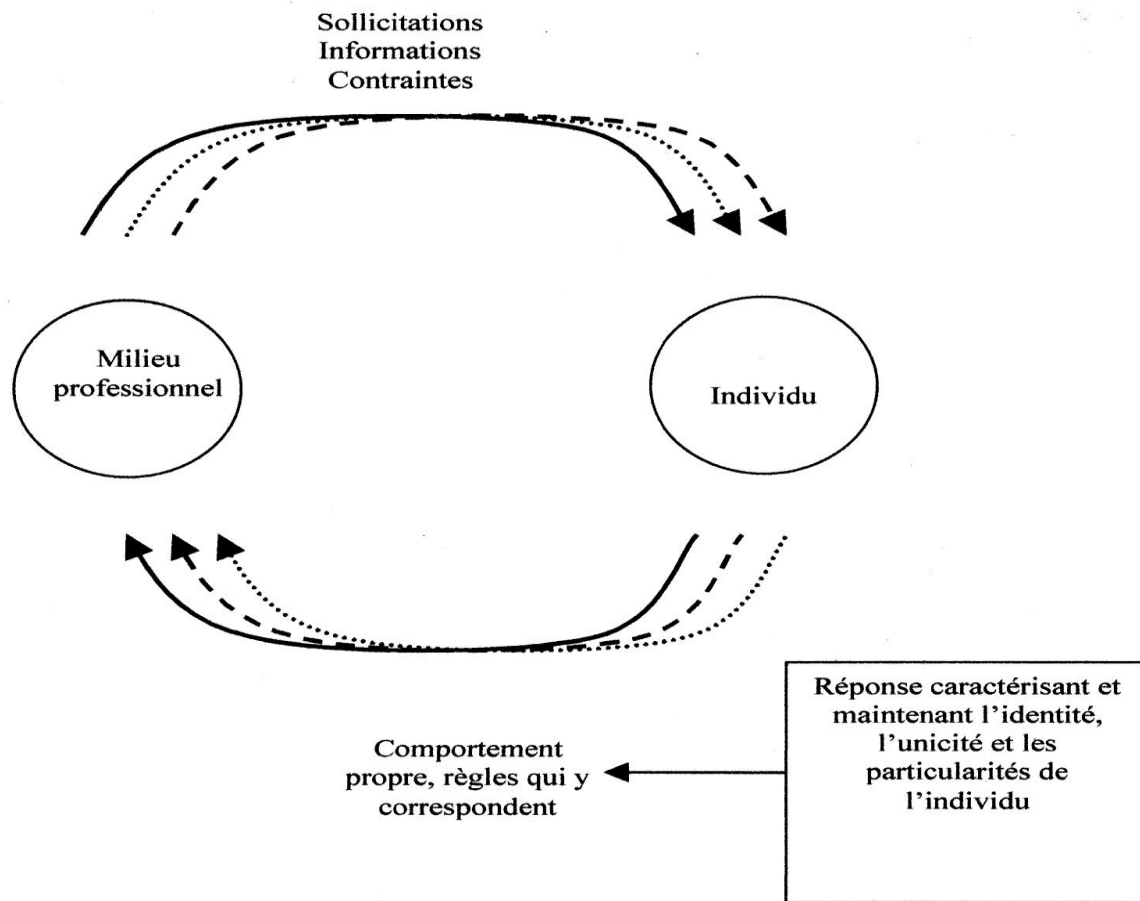 Sollicitations
Informations
Contraintes
Milieu
professionnel
Individu
Réponse caractérisant et
maintenant l’identité,
l’unicité et les
particularités de
l’individu
Comportement
propre, règles qui y
correspondent